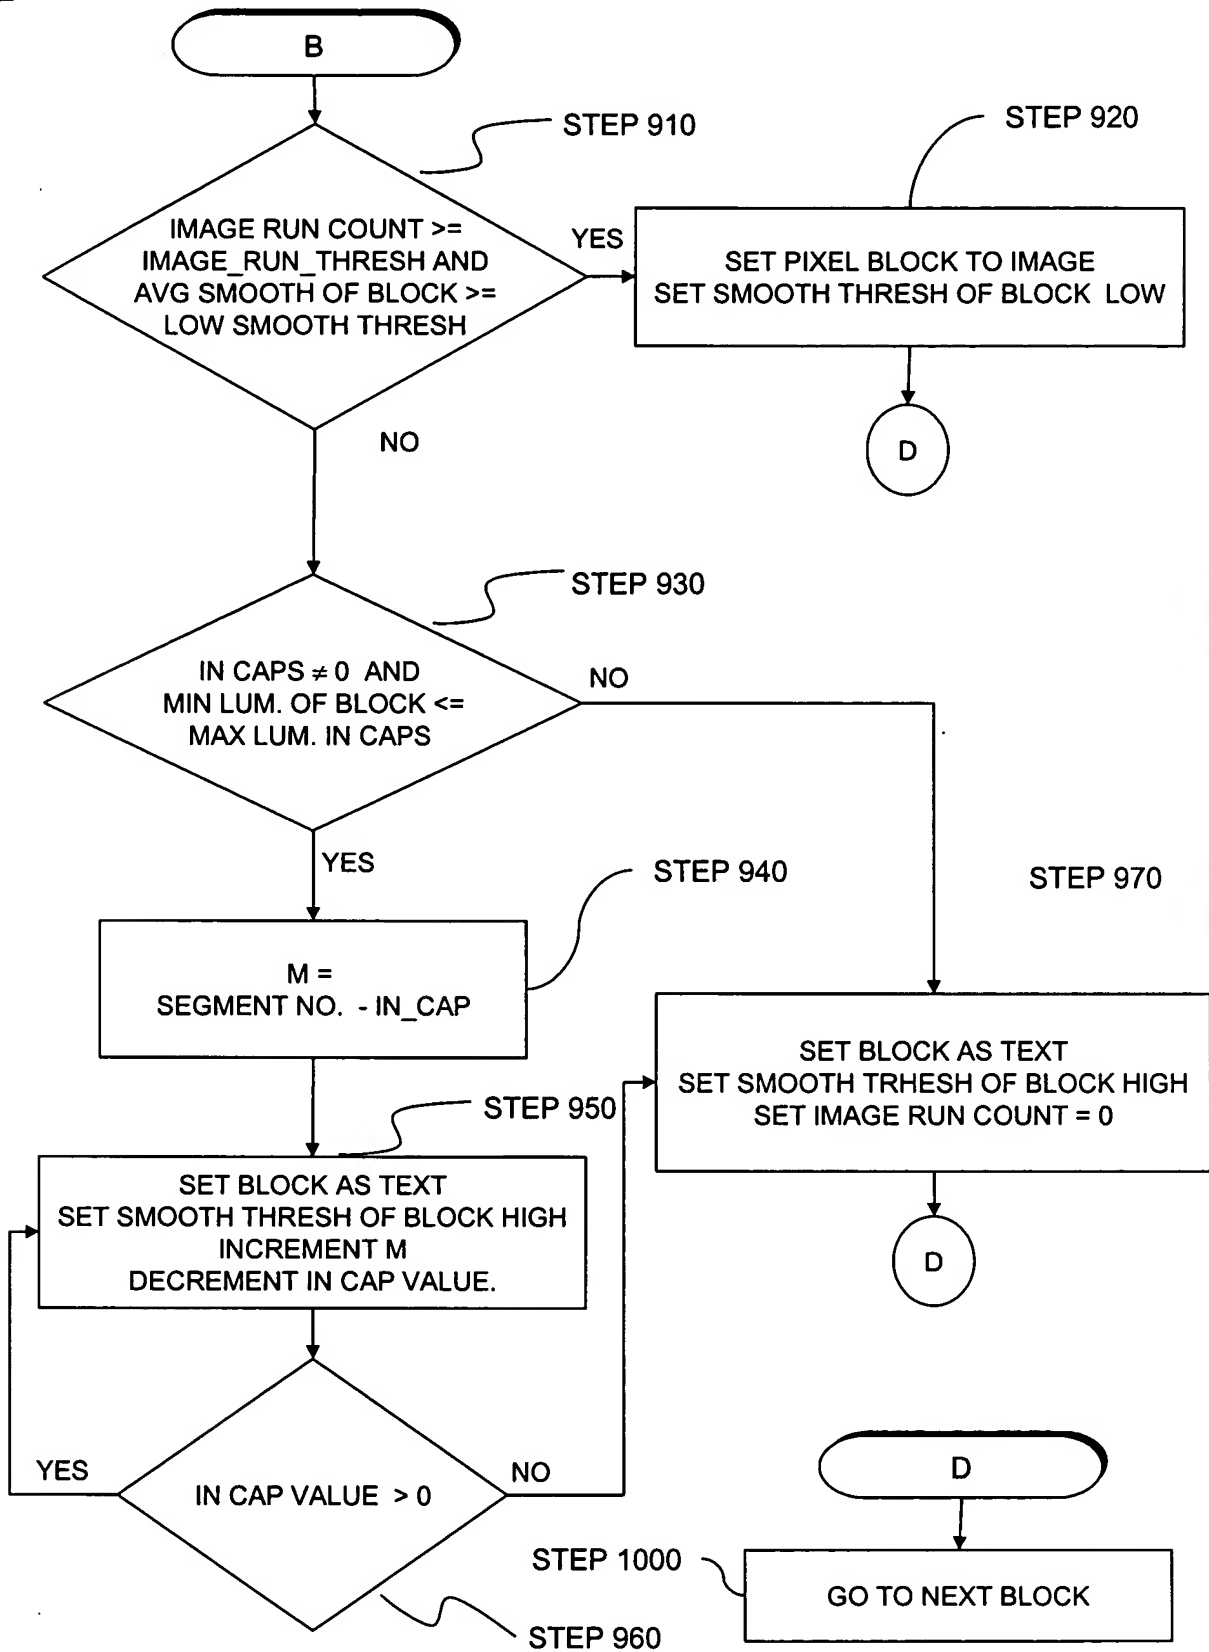 B
STEP 910
STEP 920
IMAGE RUN COUNT >=
IMAGE_RUN_THRESH AND
AVG SMOOTH OF BLOCK >=
LOW SMOOTH THRESH
YES
SET PIXEL BLOCK TO IMAGE
SET SMOOTH THRESH OF BLOCK LOW
NO
D
STEP 930
IN CAPS ≠ 0 AND
MIN LUM. OF BLOCK <=
MAX LUM. IN CAPS
NO
YES
STEP 940
STEP 970
M =
SEGMENT NO. - IN_CAP
SET BLOCK AS TEXT
SET SMOOTH TRHESH OF BLOCK HIGH
SET IMAGE RUN COUNT = 0
STEP 950
SET BLOCK AS TEXT
SET SMOOTH THRESH OF BLOCK HIGH
INCREMENT M
DECREMENT IN CAP VALUE.
D
YES
IN CAP VALUE > 0
NO
D
STEP 1000
GO TO NEXT BLOCK
STEP 960